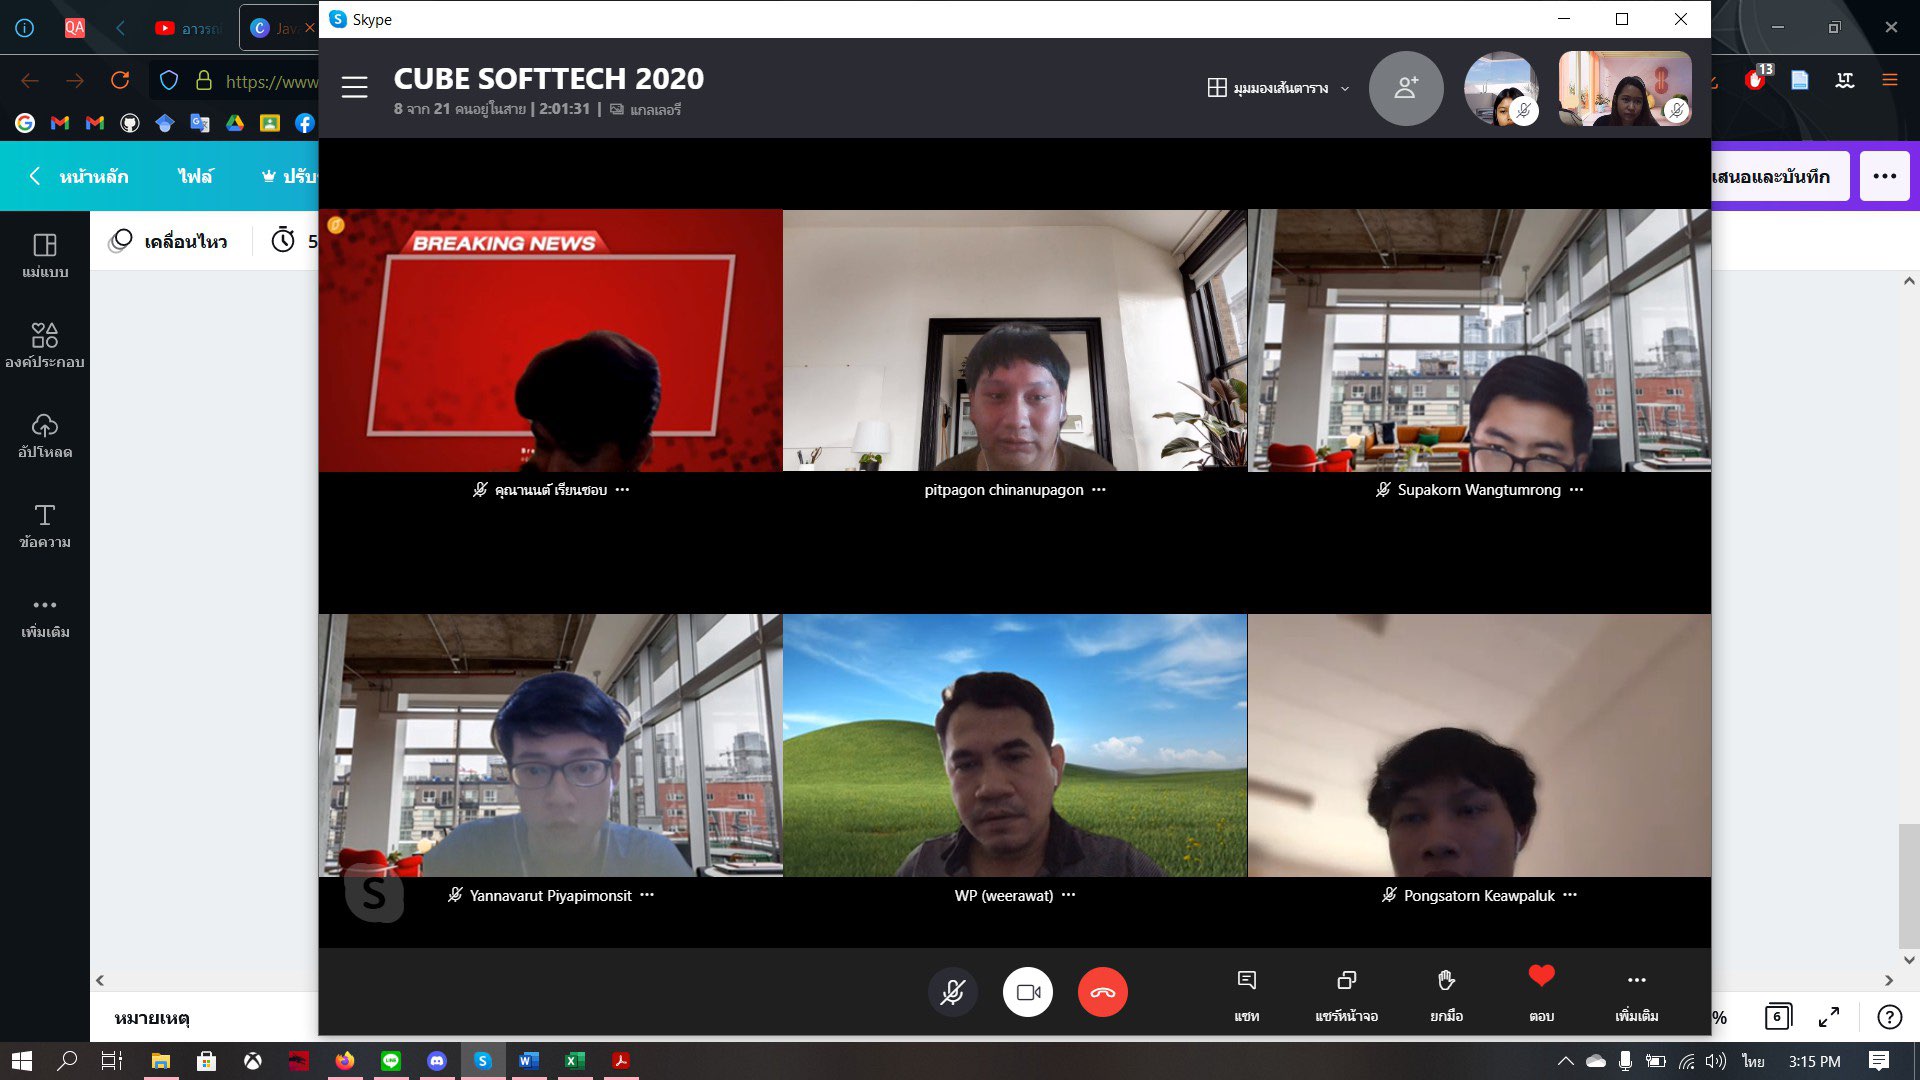 Skype
QA
อาวรณ์
Java
https://www
13
CUBE SOFTTECH 2020
8 จาก 21 คนอยู่ในสาย | 2:01:31 | แกลเลอรี
มุมมองเส้นตาราง
หน้าหลัก
ไฟล์
เสนอและบันทึก
เคลื่อนไหว
5
แม่แบบ
องค์ประกอบ
อัปโหลด
ข้อความ
เพิ่มเติม
BREAKING NEWS
คุณานนต์ เรียนชอบ
pitpagon chinanupagon
Supakorn Wangtumrong
Yannavarut Piyapimonsit
WP (weerawat)
Pongsatorn Keawpaluk
แชท
แชร์หน้าจอ
ยกมือ
ตอบ
เพิ่มเติม
หมายเหตุ
%
6
ไทย
3:15 PM